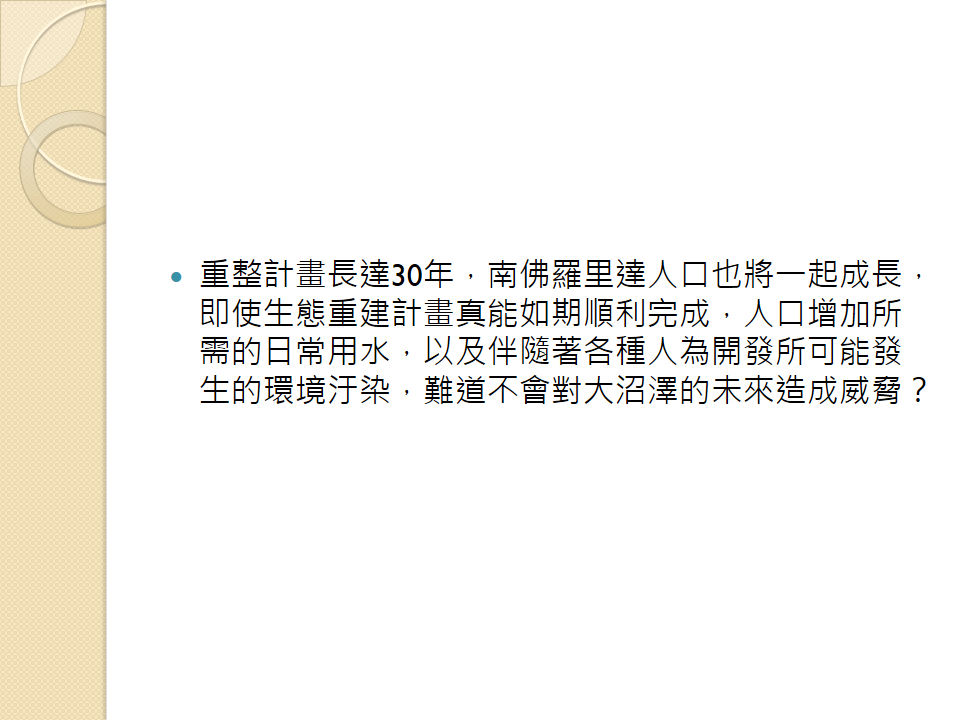 • 重整計畫長達30年，南佛羅里達人口也將一起成長，
即使生態重建計畫真能如期順利完成，人口增加所
需的日常用水，以及伴隨著各種人為開發所可能發
生的環境汙染，難道不會對大沼澤的未來造成威脅？